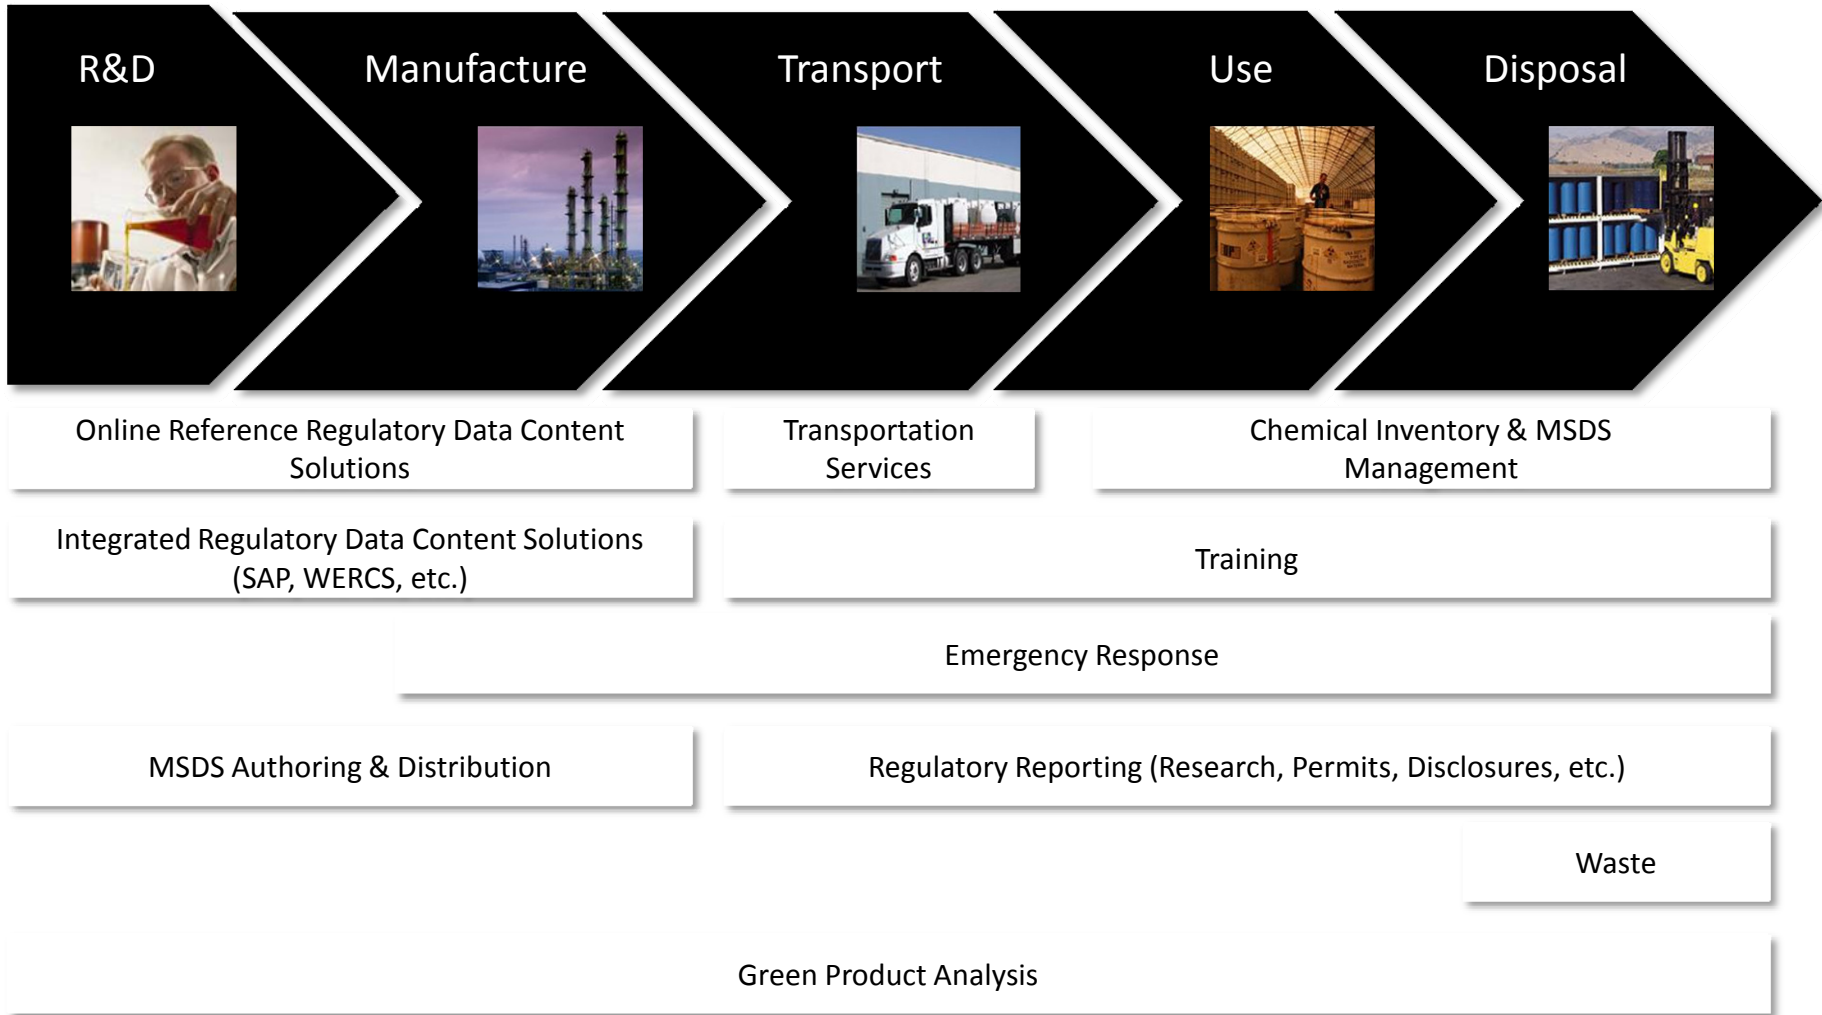 R&D
Manufacture
Transport
Use
Disposal
Online Reference Regulatory Data Content
Solutions
Transportation
Services
Chemical Inventory & MSDS
Management
Integrated Regulatory Data Content Solutions
(SAP, WERCS, etc.)
Training
Emergency Response
MSDS Authoring & Distribution
Regulatory Reporting (Research, Permits, Disclosures, etc.)
Waste
Green Product Analysis